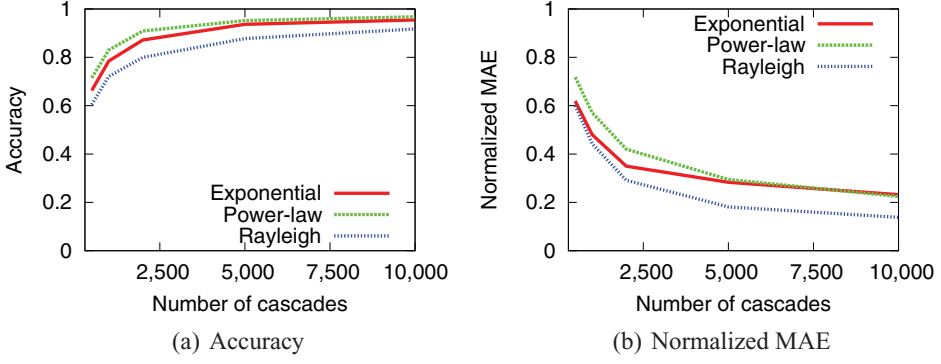 Accuracy
1
0.8
0.6
0.4
0.2
0
Exponential
Power-law
Rayleigh
2,500 5,000 7,500 10,000
Number of cascades
(a) Accuracy
Normalized MAE
1
0.8
0.6
0.4
0.2
0
Exponential
Power-law
Rayleigh
2,500 5,000 7,500 10,000
Number of cascades
(b) Normalized MAE